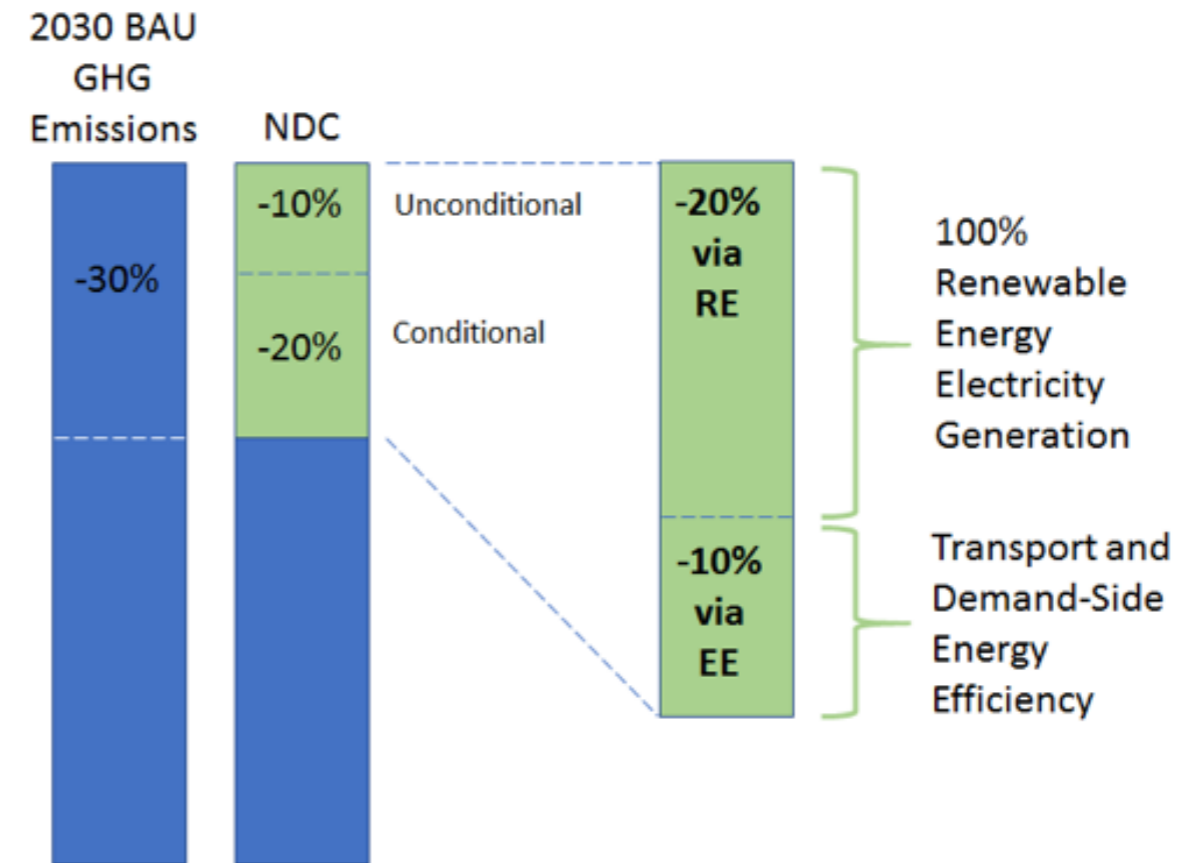 2030 BAU
GHG
Emissions
NDC
-30%
-10%
-20%
Unconditional
Conditional
-20%
via
RE
-10%
via
EE
100%
Renewable
Energy
Electricity
Generation
Transport and
Demand-Side
Energy
Efficiency